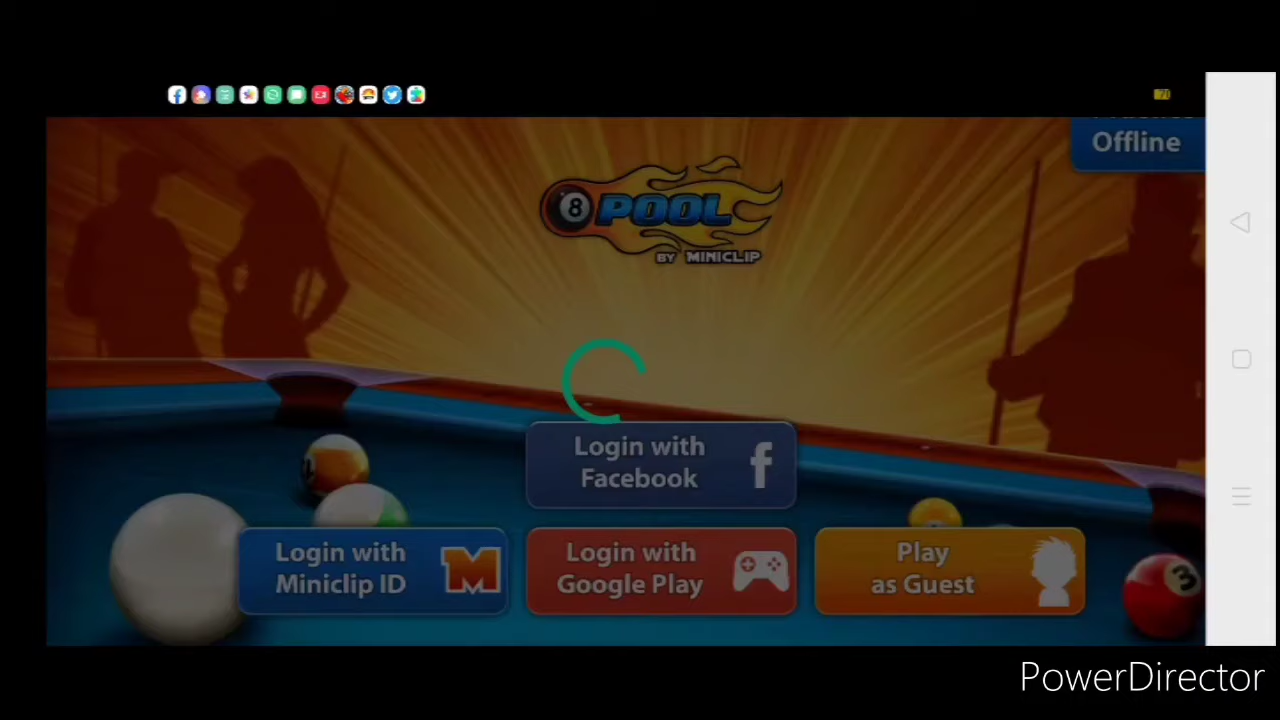 Offline
8 POOL
BY MINICLIP
Login with
Facebook
Login with
Miniclip ID
Login with
Google Play
Play
as Guest
3
PowerDirector